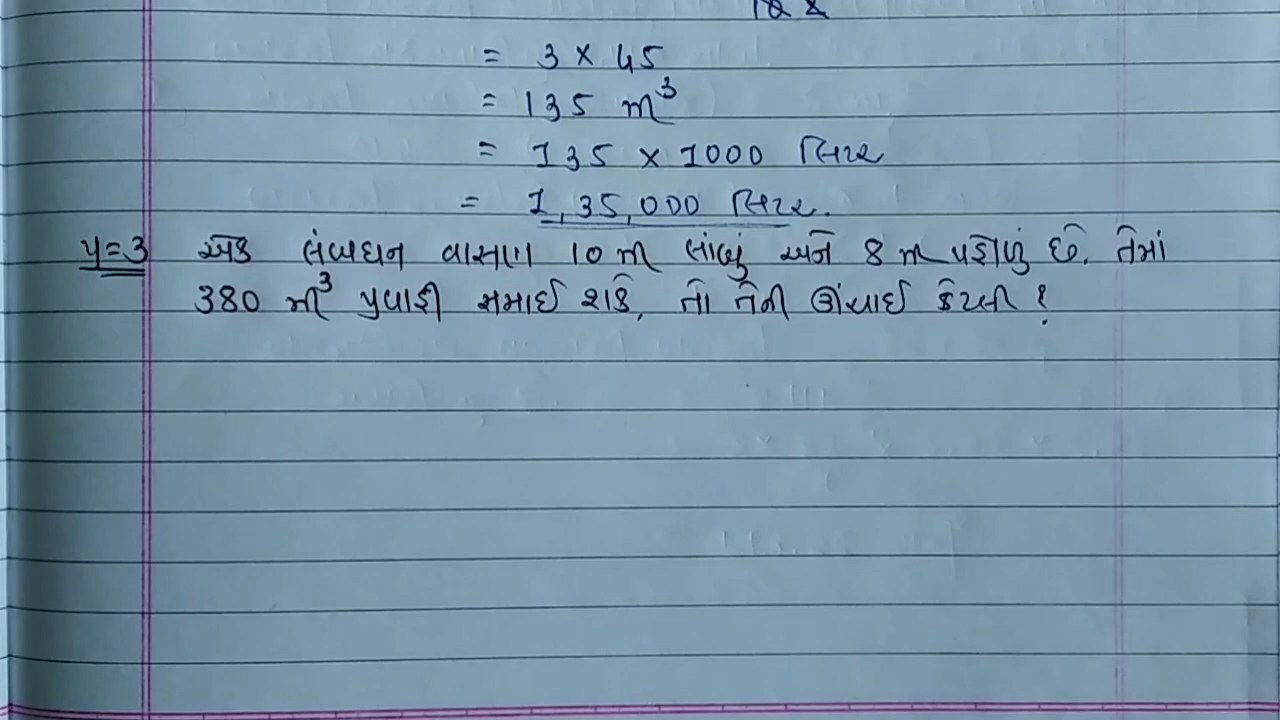 = 3 × 45
= 135 m³
= 135 × 1000 લિટર
= 1,35,000 લિટર.
પ્ર=3 એક લંબઘન વાસણ 10 m લાંબું અને 8 m પહોળું છે. તેમાં
380 m³ પ્રવાહી સમાઈ શકે, તો તેની ઊંચાઈ કેટલી ?